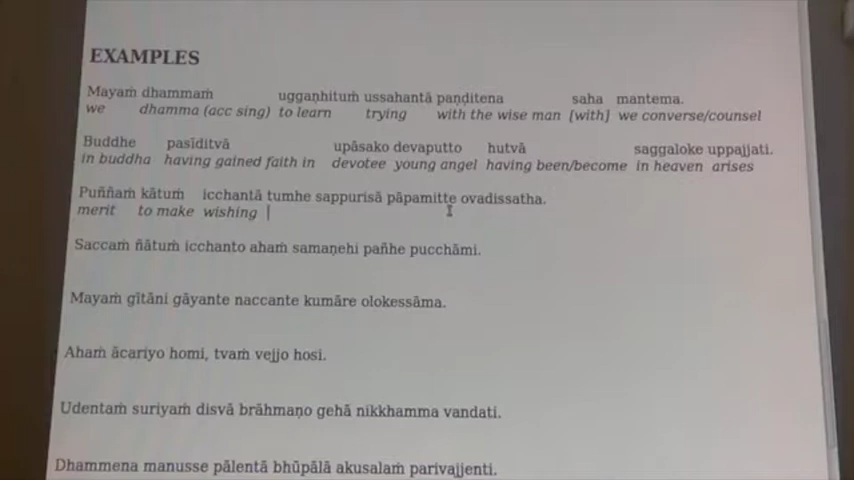 EXAMPLES
Mayaṁ dhammaṁ uggaṇhituṁ ussahantā paṇḍitena saha mantema.
we dhamma (acc sing) to learn trying with the wise man [with] we converse/counsel
Buddhe pasīditvā upāsako devaputto hutvā saggaloke uppajjati.
in buddha having gained faith in devotee young angel having been/become in heaven arises
Puññaṁ kātuṁ icchantā tumhe sappurisā pāpamitte ovadissatha.
merit to make wishing
Saccaṁ ñātuṁ icchanto ahaṁ samaṇehi pañhe pucchāmi.
Mayaṁ gītāni gāyante naccante kumāre olokessāma.
Ahaṁ ācariyo homi, tvaṁ vejjo hosi.
Udentaṁ suriyaṁ disvā brāhmaṇo gehā nikkhamma vandati.
Dhammena manusse pālentā bhūpālā akusalaṁ parivajjenti.